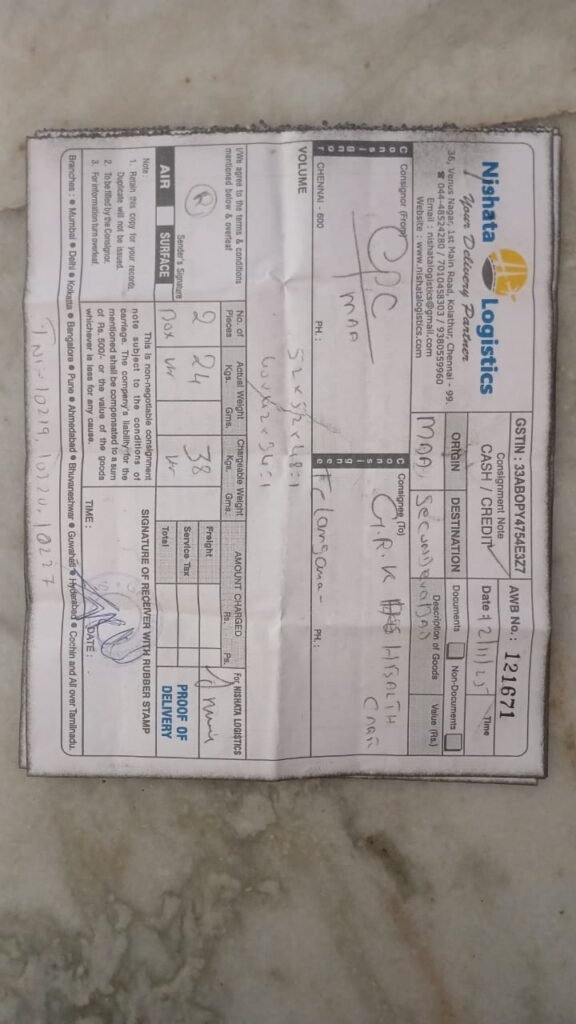 Nishata Logistics
Your Delivery Partner
36, Venus Nagar, 1st Main Road, Kolathur, Chennai - 99.
☎ 044-48524280 / 7010458303 / 9380559960
Email : nishatalogistics@gmail.com
Website : www.nishatalogistics.com
GSTIN : 33ABOPY4754E3Z7
AWB No.: 121671
Consignment Note
CASH / CREDIT
Date 12/11/25 Time
ORIGIN DESTINATION
MAA
Documents Non-Documents
Description of Goods Value (Rs.)
Consignor (From)
CPC
MAA
CHENNAI - 600 PH :
Consignee (To)
G.R.K HEALTH
CARE
PH.:
VOLUME
52x52x48=1
I/We agree to the terms & conditions
mentioned below & overleaf
Sender's Signature
No. of Pieces
Actual Weight
Kgs. Gms.
Chargeable Weight
Kgs. Gms.
AMOUNT CHARGED
Rs. Ps.
For NISHATA LOGISTICS
2
24
38
Freight
Service Tax
Total
AIR SURFACE
PROOF OF
DELIVERY
Note :
1. Retain this copy for your records,
Duplicate will not be issued.
2. To be filled by the Consignor.
3. For information turn overleaf.
This is non-negotiable consignment
note subject to the conditions of
carriage. The company's liability for the
mentioned shall be compensated to a sum
of Rs. 500/- or the value of the goods
whichever is less for any cause.
SIGNATURE OF RECEIVER WITH RUBBER STAMP
TIME : DATE :
Branches : ● Mumbai ● Delhi ● Kolkata ● Bangalore ● Pune ● Ahmedabad ● Bhuvaneshwar ● Guwahati ● Hyderabad ● Cochin and All over Tamilnadu.
10219, 10220, 10227